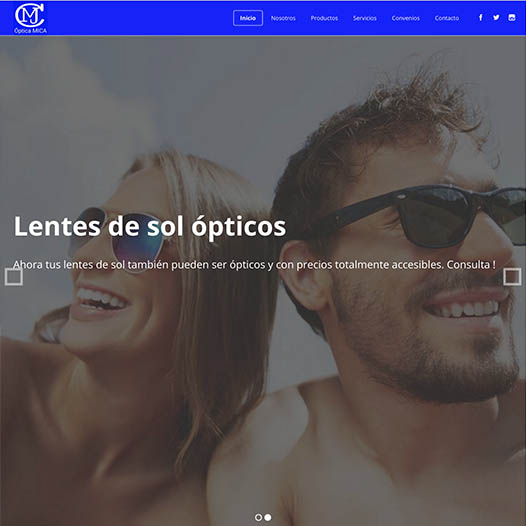 CMJ
Óptica MICA
Inicio Nosotros Productos Servicios Convenios Contacto
Lentes de sol ópticos
Ahora tus lentes de sol también pueden ser ópticos y con precios totalmente accesibles. Consulta !